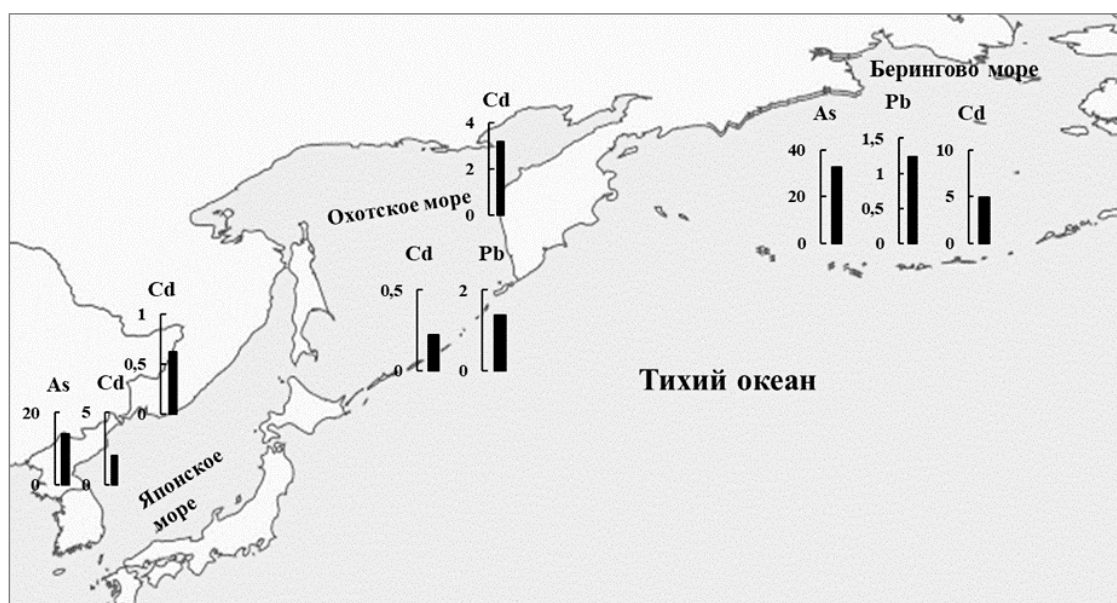 Берингово море
As
Pb
Cd
40
20
0
1,5
1
0,5
0
10
5
0
Cd
4
2
0
Охотское море
Cd
Pb
0,5
0
2
0
Cd
1
0,5
0
Тихий океан
As
Cd
20
0
5
0
Японское
море